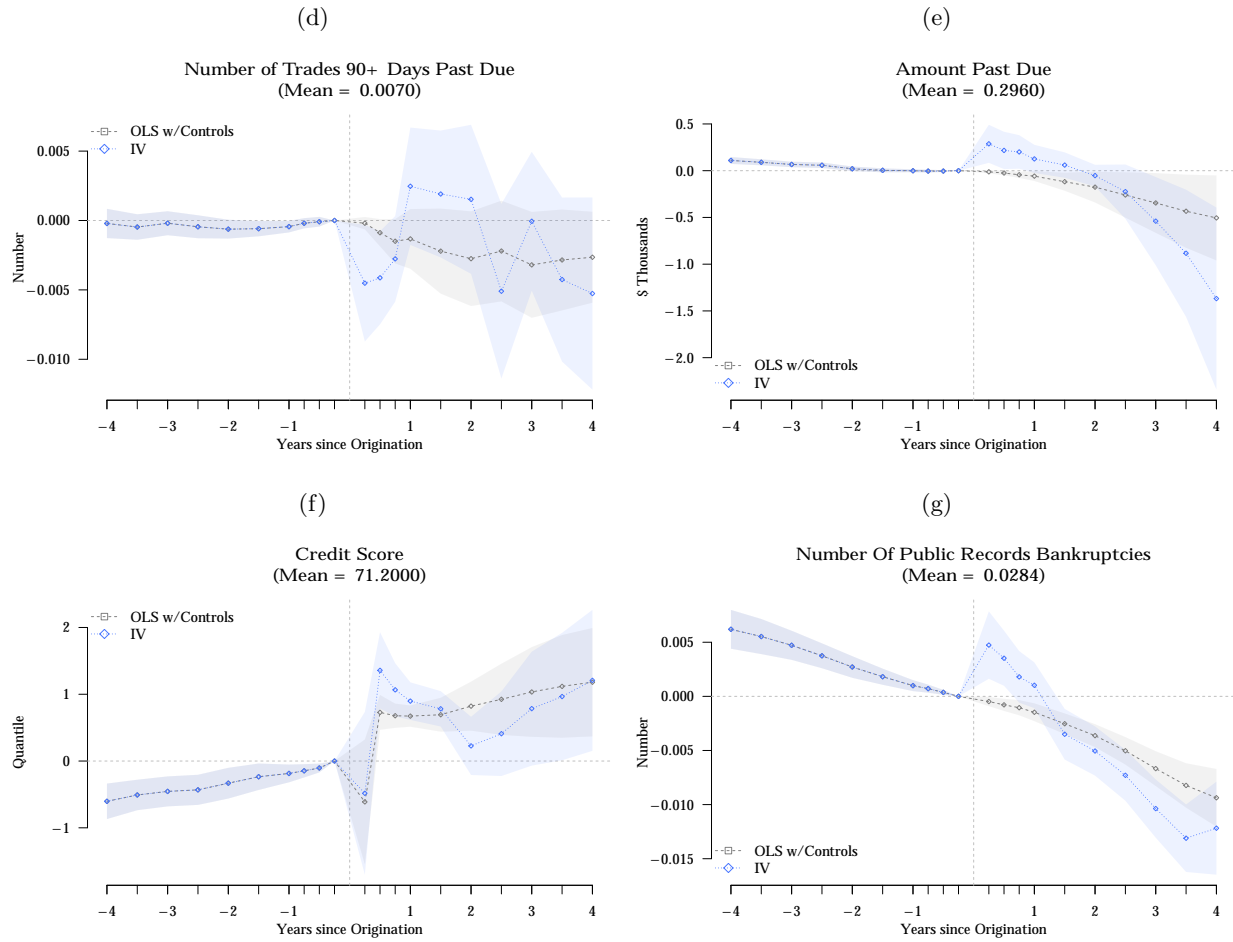 (d)
Number of Trades 90+ Days Past Due
(Mean = 0.0070)
OLS w/Controls
IV
0.005
0.000
−0.005
−0.010
Number
−4 −3 −2 −1 1 2 3 4
Years since Origination
(e)
Amount Past Due
(Mean = 0.2960)
0.5
0.0
−0.5
−1.0
−1.5
−2.0
$ Thousands
OLS w/Controls
IV
−4 −3 −2 −1 1 2 3 4
Years since Origination
(f)
Credit Score
(Mean = 71.2000)
OLS w/Controls
IV
2
1
0
−1
Quantile
−4 −3 −2 −1 1 2 3 4
Years since Origination
(g)
Number Of Public Records Bankruptcies
(Mean = 0.0284)
0.005
0.000
−0.005
−0.010
−0.015
Number
OLS w/Controls
IV
−4 −3 −2 −1 1 2 3 4
Years since Origination